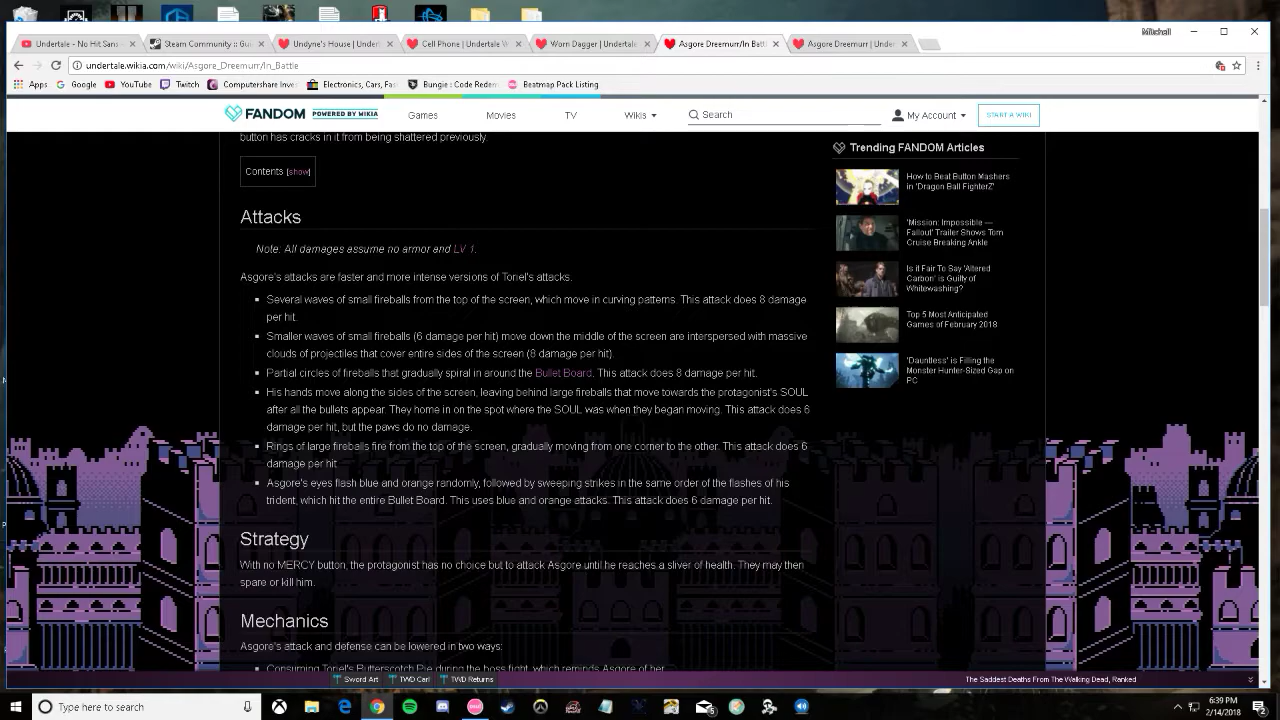 Mitchell
Undertale - No Hit Sans
Steam Community :: Gu
Undyne's House | Undert
Cell Phone | Undertale W
Worn Dagger | Undertale
Asgore Dreemurr/In Batt
Asgore Dreemurr | Under
undertale.wikia.com/wiki/Asgore_Dreemurr/In_Battle
Apps Google YouTube Twitch Computers Inve Electronics, Cars, Fas Bungie : Code Redem Beatmap Pack Listing
FANDOM POWERED BY WIKIA Games Movies TV Wikis Search My Account START A WIKI
button has cracks in it from being shattered previously.
Contents [show]
Attacks
Note: All damages assume no armor and LV 1.
Asgore's attacks are faster and more intense versions of Toriel's attacks.
Several waves of small fireballs from the top of the screen, which move in curving patterns. This attack does 8 damage
per hit.
Smaller waves of small fireballs (6 damage per hit) move down the middle of the screen are interspersed with massive
clouds of projectiles that cover entire sides of the screen (8 damage per hit).
Partial circles of fireballs that gradually spiral in around the Bullet Board. This attack does 8 damage per hit.
His hands move along the sides of the screen, leaving behind large fireballs that move towards the protagonist's SOUL
after all the bullets appear. They home in on the spot where the SOUL was when they began moving. This attack does 6
damage per hit, but the paws do no damage.
Rings of large fireballs fire from the top of the screen, gradually moving from one corner to the other. This attack does 6
damage per hit.
Asgore's eyes flash blue and orange randomly, followed by sweeping strikes in the same order of the flashes of his
trident, which hit the entire Bullet Board. This uses blue and orange attacks. This attack does 6 damage per hit.
Strategy
With no MERCY button, the protagonist has no choice but to attack Asgore until he reaches a sliver of health. They may then
spare or kill him.
Mechanics
Asgore's attack and defense can be lowered in two ways:
Consuming Toriel's Butterscotch Pie during the boss fight, which reminds Asgore of her.
Trending FANDOM Articles
How to Beat Button Mashers
in 'Dragon Ball FighterZ'
'Mission: Impossible —
Fallout' Trailer Shows Tom
Cruise Breaking Ankle
Is it Fair To Say 'Altered
Carbon' is Guilty of
Whitewashing?
Top 5 Most Anticipated
Games of February 2018
'Dauntless' is Filling the
Monster Hunter-Sized Gap on
PC
Sword Art TWD Carl TWD Returns
The Saddest Deaths From The Walking Dead, Ranked
Type here to search
6:39 PM
2/14/2018